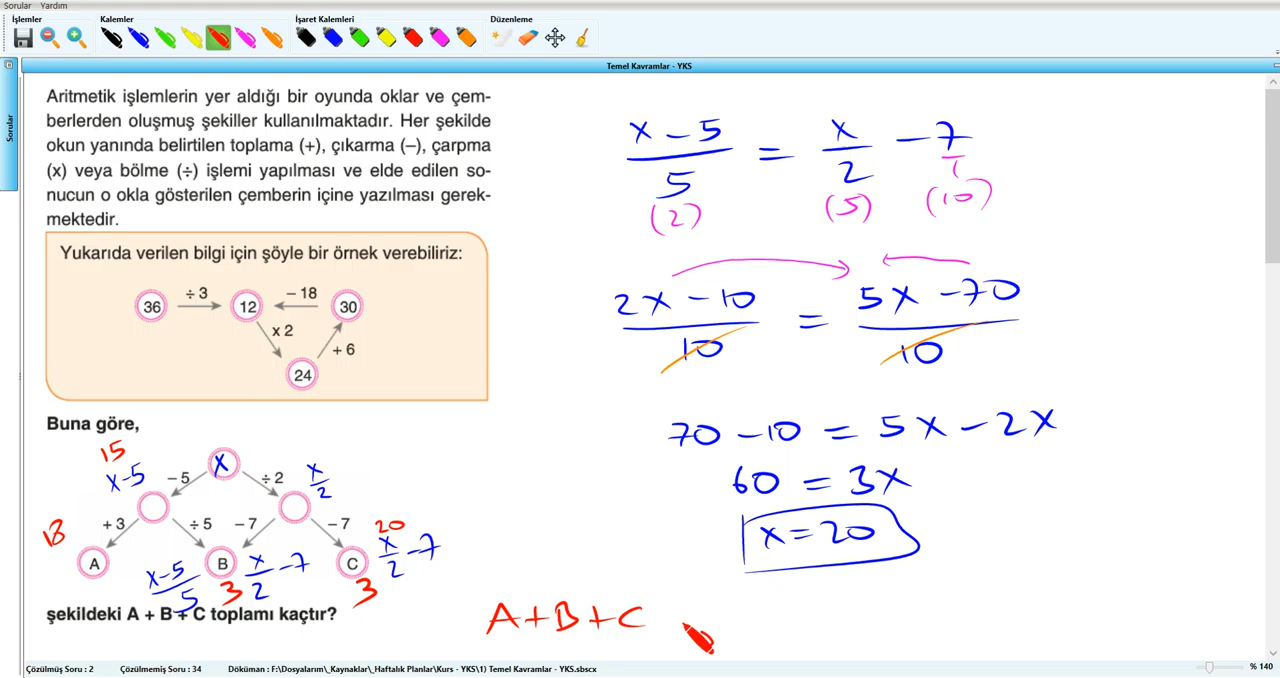 Sorular Yardım
İşlemler Kalemler İşaret Kalemleri Düzenleme
Temel Kavramlar - YKS
Sorular
Aritmetik işlemlerin yer aldığı bir oyunda oklar ve çem-
berlerden oluşmuş şekiller kullanılmaktadır. Her şekilde
okun yanında belirtilen toplama (+), çıkarma (–), çarpma
(x) veya bölme (÷) işlemi yapılması ve elde edilen so-
nucun o okla gösterilen çemberin içine yazılması gerek-
mektedir.
Yukarıda verilen bilgi için şöyle bir örnek verebiliriz:
36 ÷ 3 12 – 18 30
x 2 + 6
24
Buna göre,
15
x-5 – 5 x ÷ 2 x/2
18 + 3 ÷ 5 – 7 – 7 20
A B C
x-5/5 3 x/2 -7 3 x/2 -7
şekildeki A + B + C toplamı kaçtır?
x-5/5 = x/2 - 7/1
(2) (5) (10)
2x-10/10 = 5x-70/10
70-10 = 5x-2x
60 = 3x
x=20
A+B+C
Çözülmüş Soru : 2 Çözülmemiş Soru : 34 Döküman : F:\Dosyalarım\_Kaynaklar\_Haftalık Planlar\Kurs - YKS\1) Temel Kavramlar - YKS.sbscx % 140